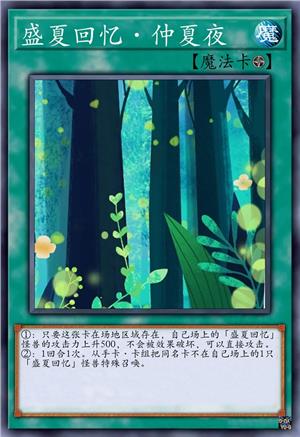 盛夏回忆·仲夏夜
魔
【魔法卡】
①：只要这张卡在场地区域存在，自己场上的「盛夏回忆」
怪兽的攻击力上升500，不会被效果破坏，可以直接攻击。
②：1回合1次。从手卡·卡组把同名卡不在自己场上的1只
「盛夏回忆」怪兽特殊召唤。